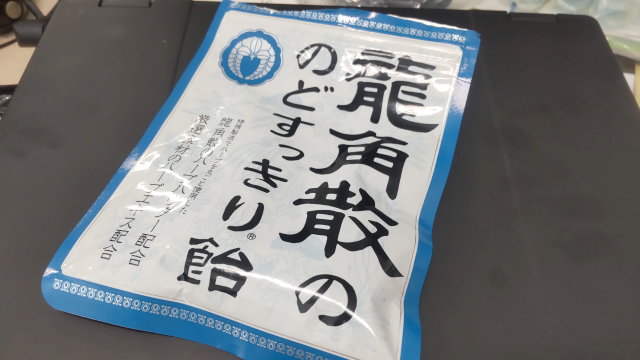 龍角散の
のどすっきり飴®
龍角散のハーブパウダー配合
厳選素材のハーブエキス配合